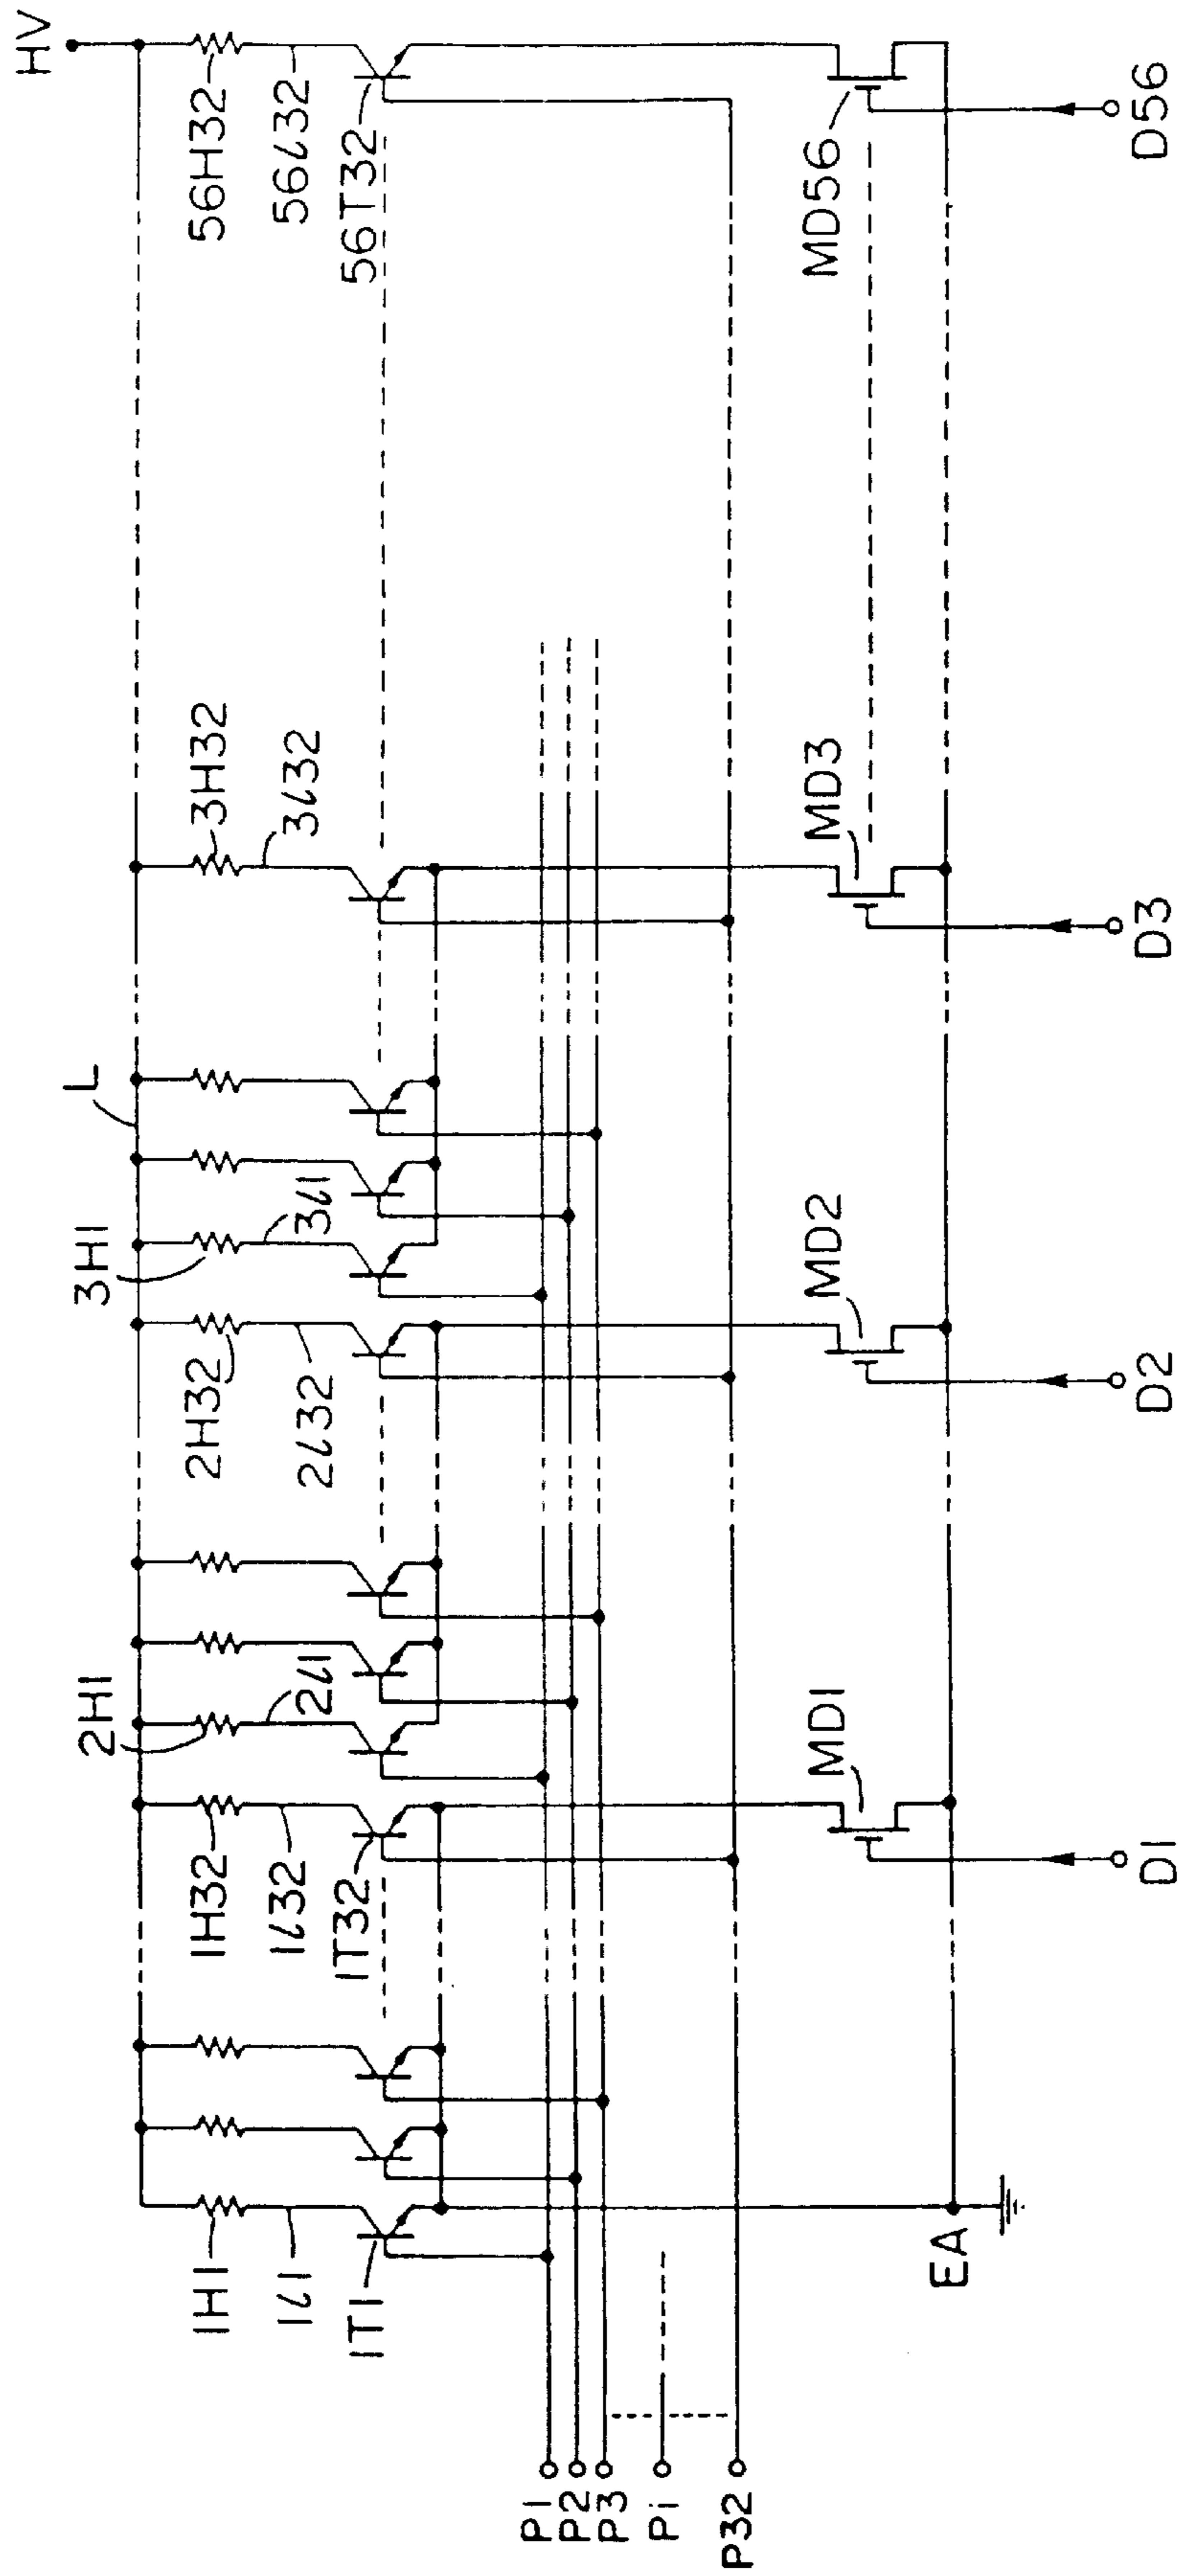 HV
L
2H1
3H1
1H1
1H32
2H32
3H32
56H32
1ℓ1
1ℓ32
2ℓ1
2ℓ32
3ℓ1
3ℓ32
56ℓ32
1T1
1T32
56T32
P1
P2
P3
Pi
P32
MD1
MD2
MD3
MD56
EA
D1
D2
D3
D56